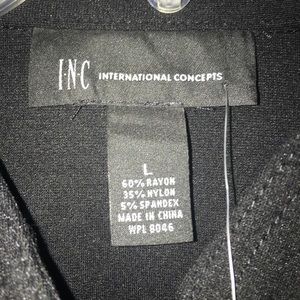 I·N·C INTERNATIONAL CONCEPTS
L
60% RAYON
35% NYLON
5% SPANDEX
MADE IN CHINA
WPL 8046